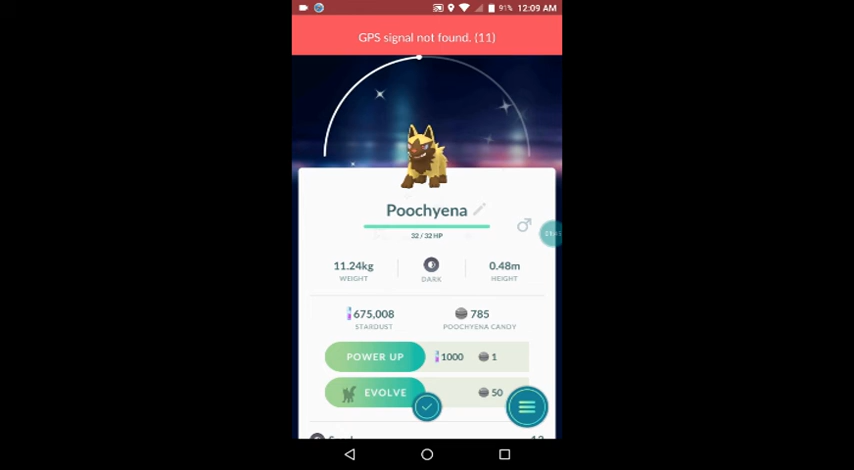 91% 12:09 AM
GPS signal not found. (11)
Poochyena
32 / 32 HP
11.24kg 0.48m
WEIGHT DARK HEIGHT
675,008 785
STARDUST POOCHYENA CANDY
POWER UP 1000 1
EVOLVE 50